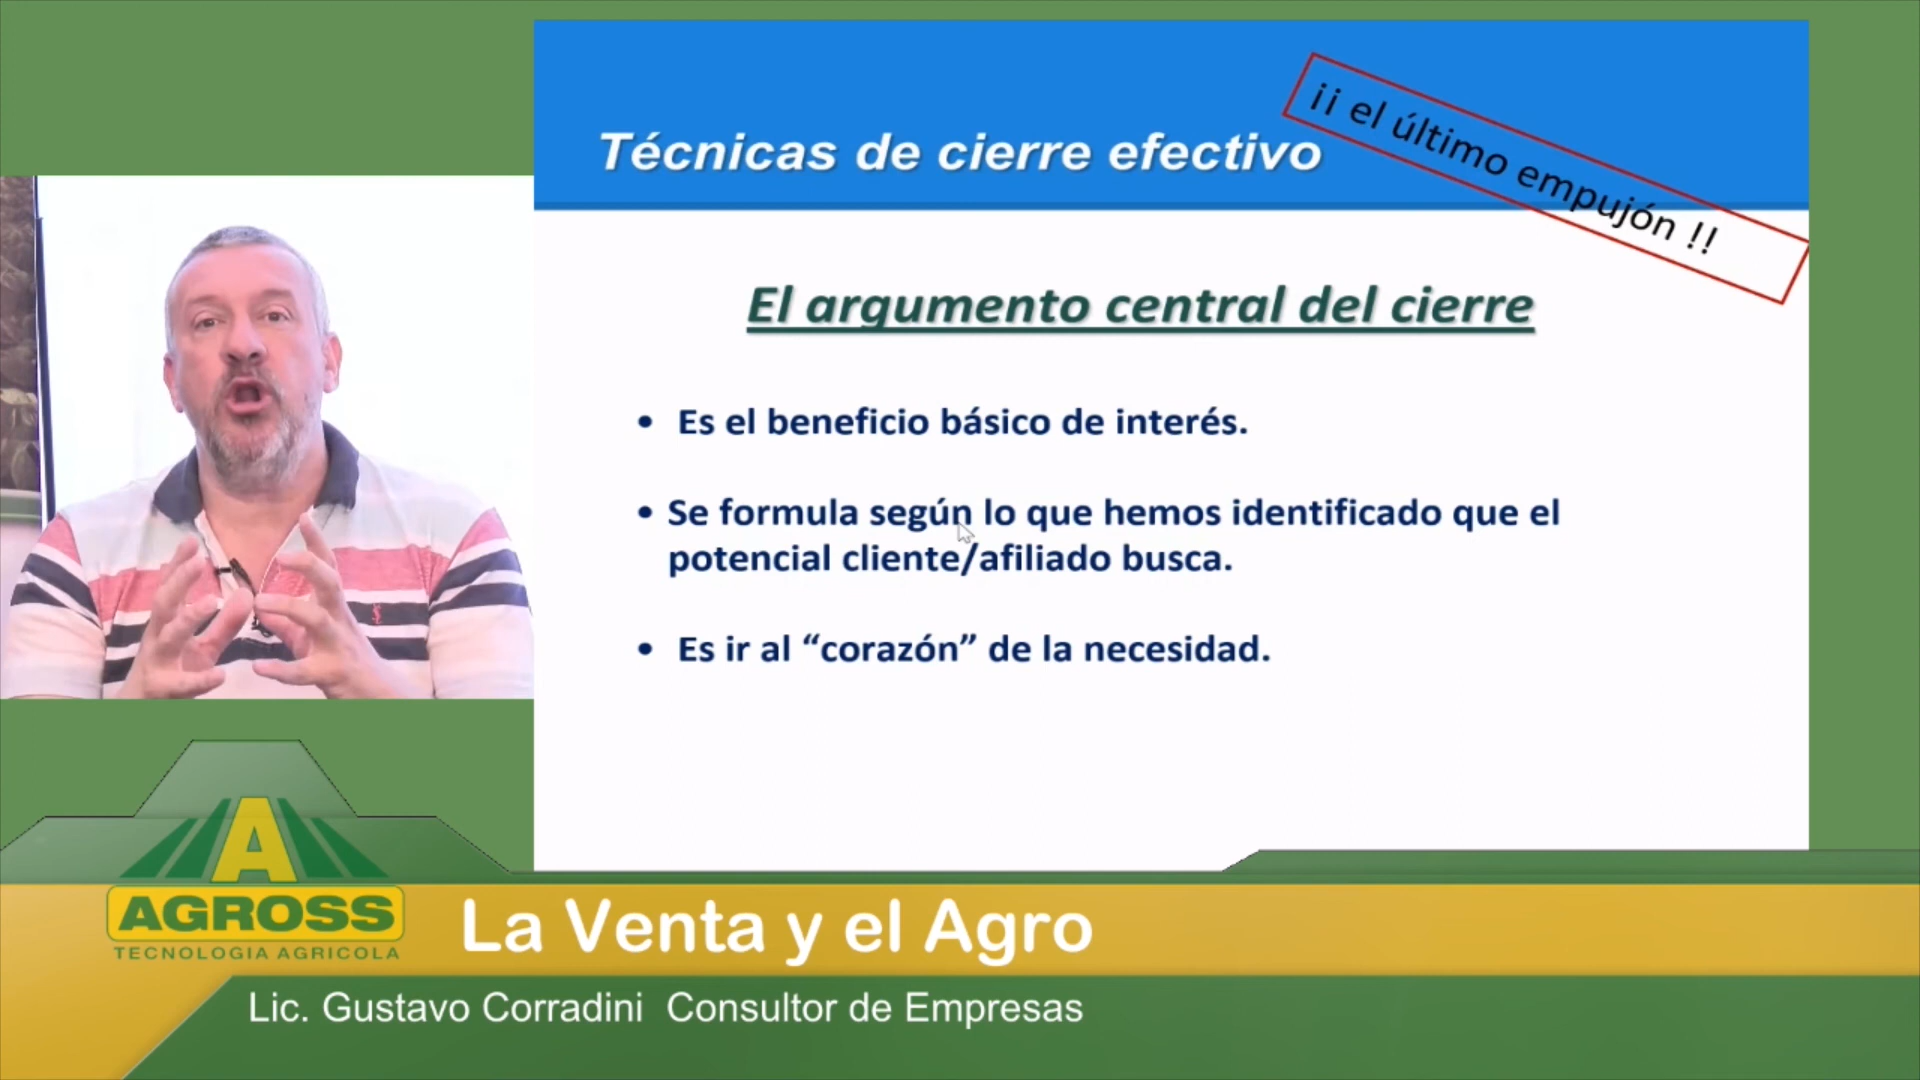 ¡¡ el último empujón !!
Técnicas de cierre efectivo
El argumento central del cierre
• Es el beneficio básico de interés.
• Se formula según lo que hemos identificado que el
potencial cliente/afiliado busca.
• Es ir al “corazón” de la necesidad.
A
AGROSS
TECNOLOGIA AGRICOLA
La Venta y el Agro
Lic. Gustavo Corradini Consultor de Empresas